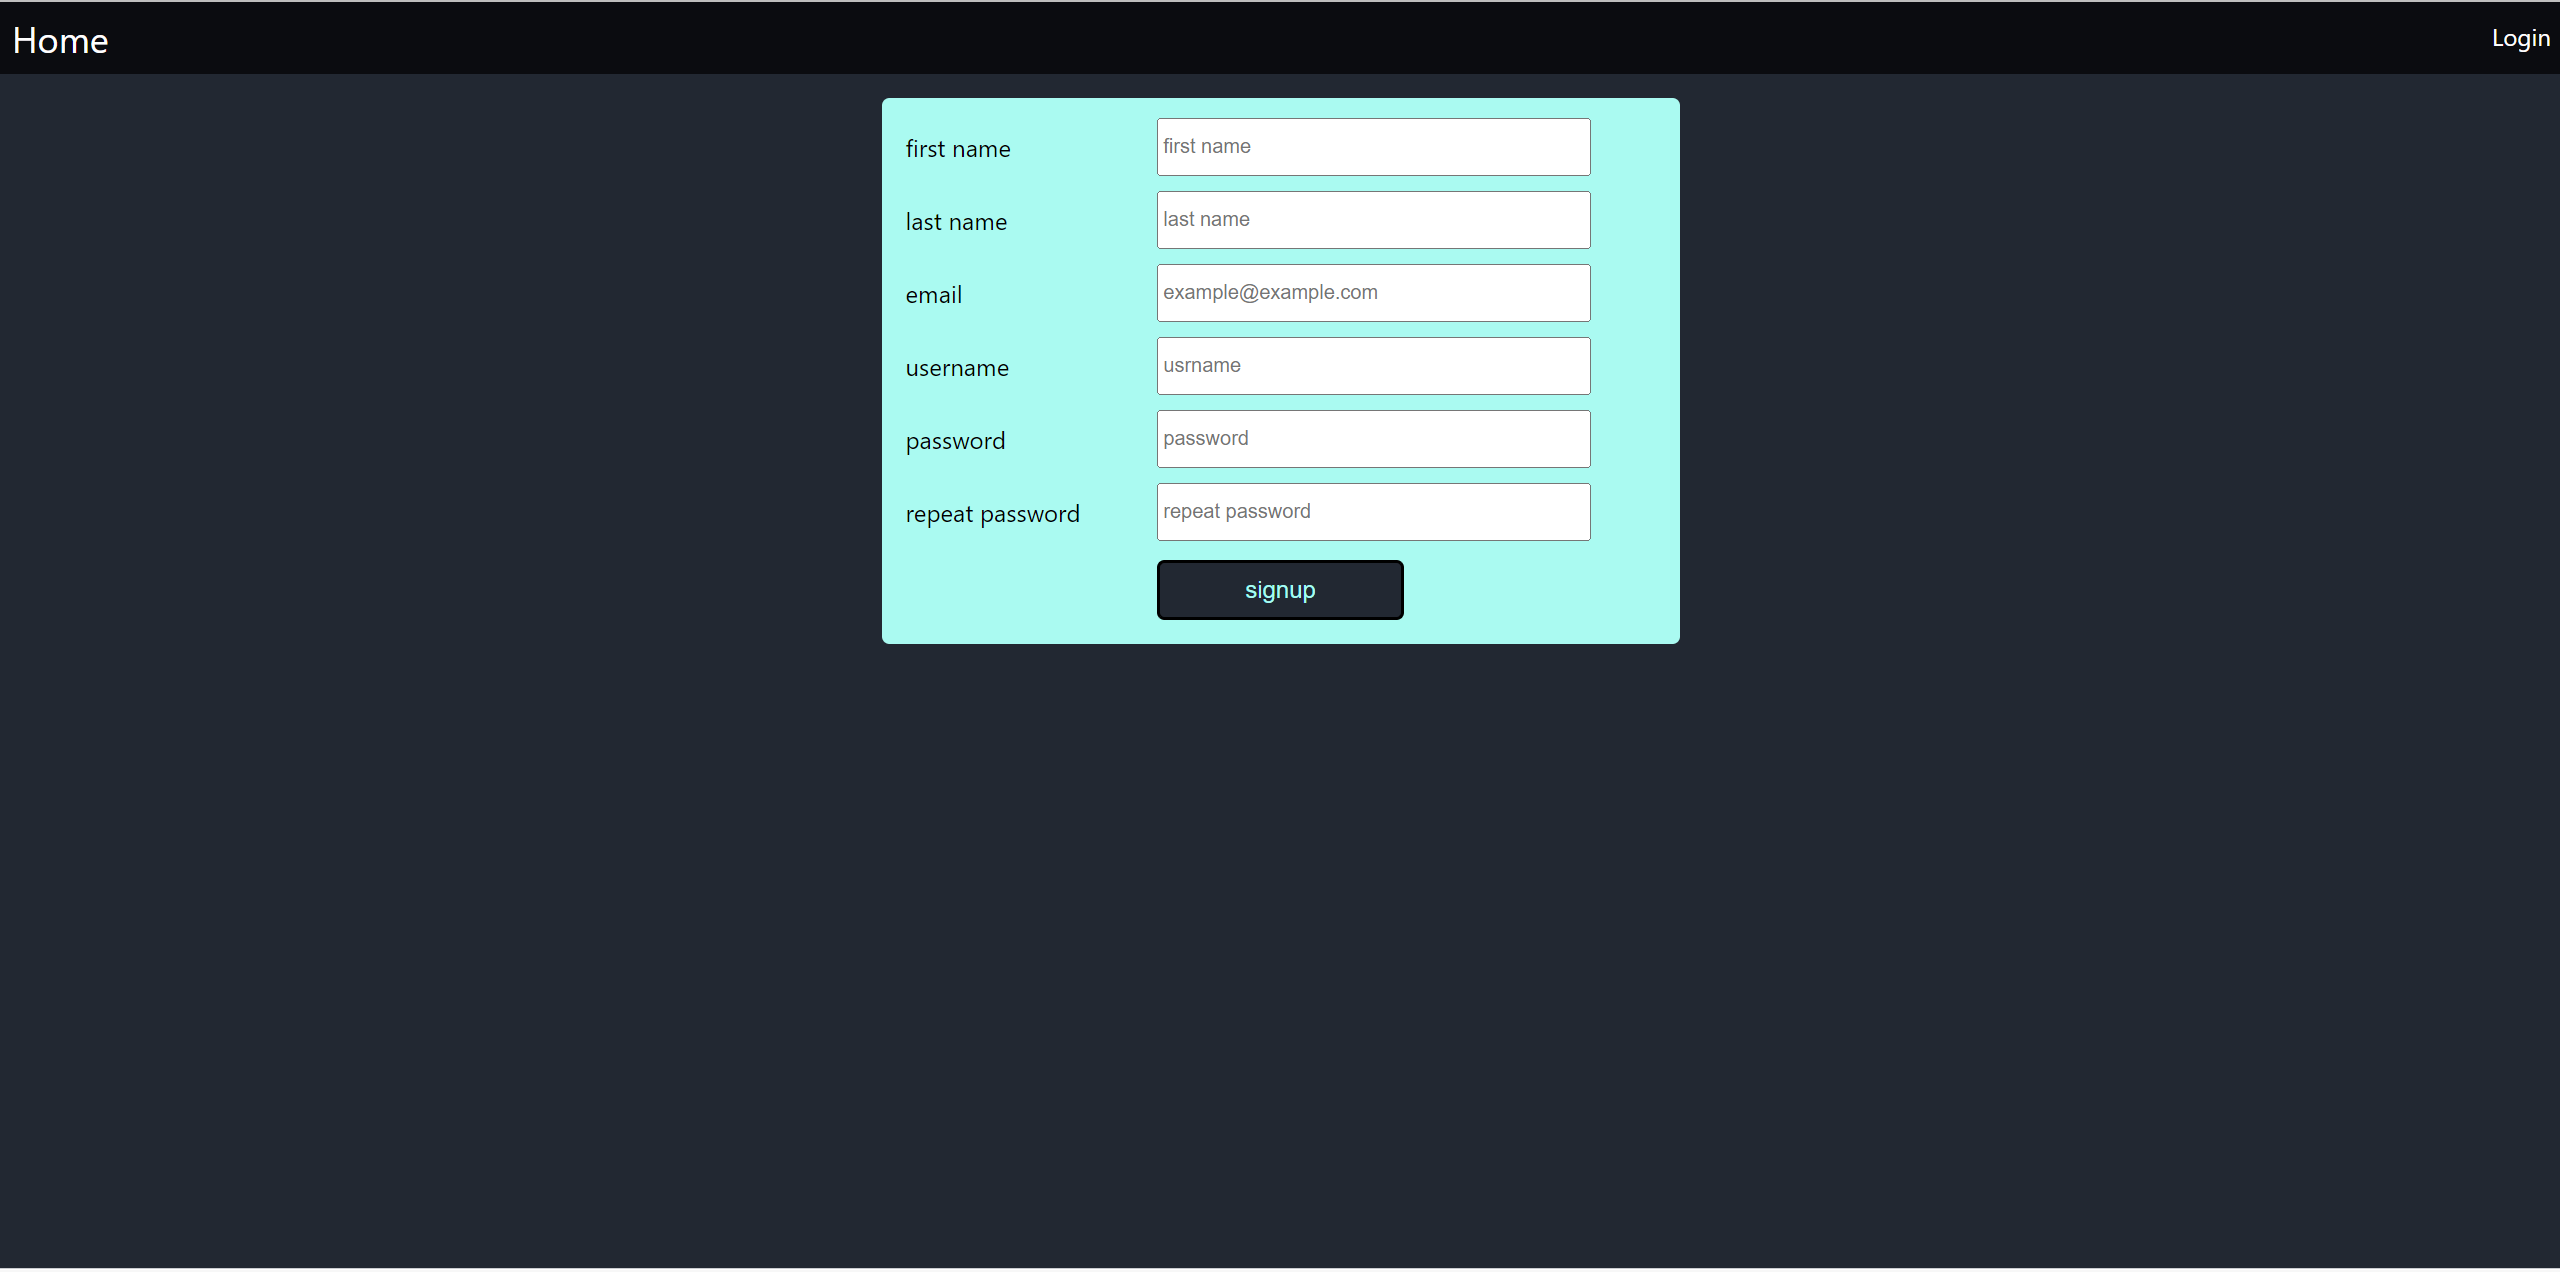 Home
Login
first name
first name
last name
last name
email
example@example.com
username
usrname
password
password
repeat password
repeat password
signup